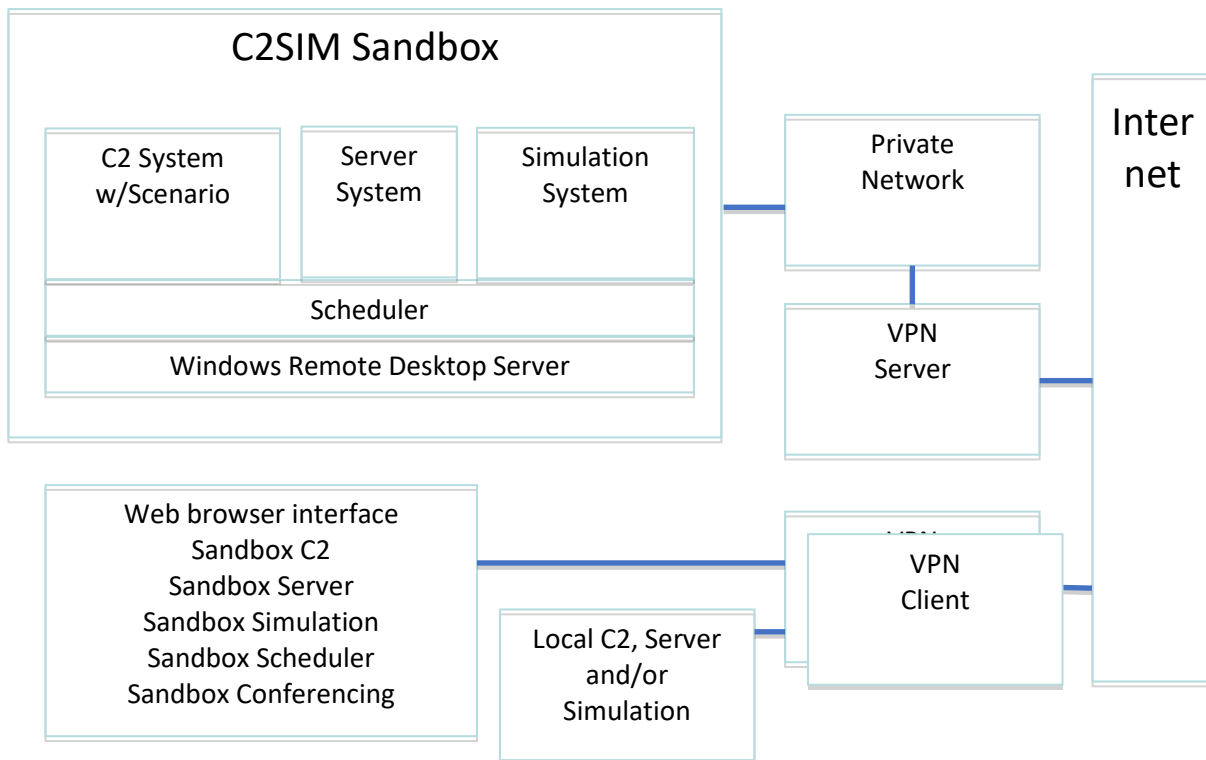 C2SIM Sandbox
C2 System
w/Scenario
Server
System
Simulation
System
Scheduler
Windows Remote Desktop Server
Private
Network
VPN
Server
Inter
net
Web browser interface
Sandbox C2
Sandbox Server
Sandbox Simulation
Sandbox Scheduler
Sandbox Conferencing
Local C2, Server
and/or
Simulation
VPN
VPN
Client